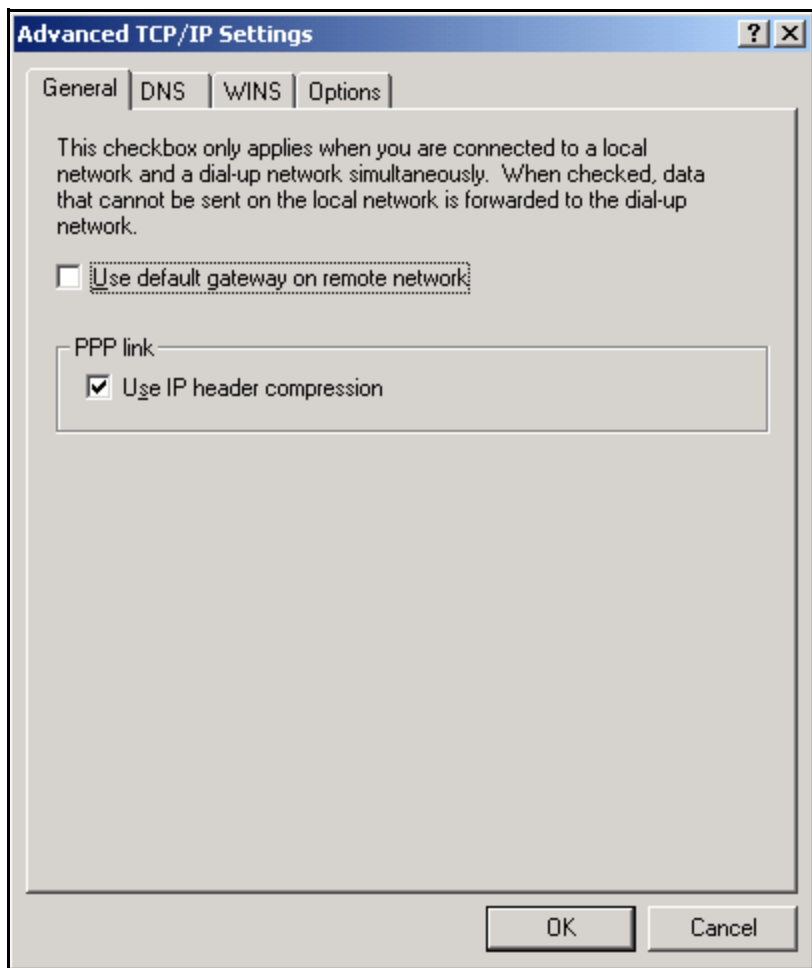 Advanced TCP/IP Settings
General DNS WINS Options
This checkbox only applies when you are connected to a local
network and a dial-up network simultaneously. When checked, data
that cannot be sent on the local network is forwarded to the dial-up
network.
Use default gateway on remote network
PPP link
Use IP header compression
OK Cancel